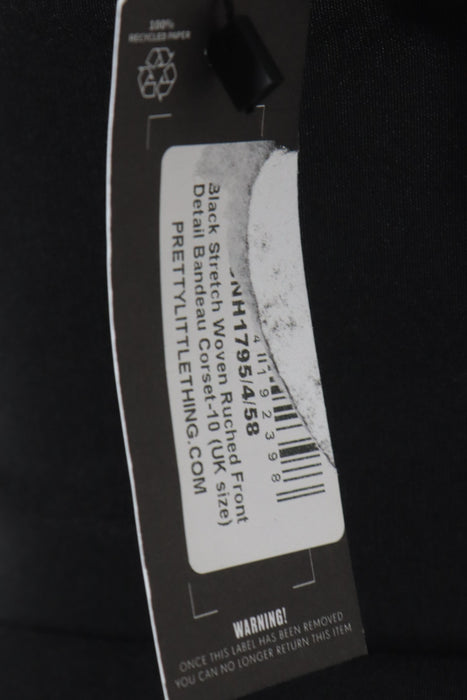 100%
RECYCLED PAPER
NH1795/4/58
192398
Black Stretch Woven Ruched Front
Detail Bandeau Corset-10 (UK size)
PRETTYLITTLETHING.COM
WARNING!
ONCE THIS LABEL HAS BEEN REMOVED
YOU CAN NO LONGER RETURN THIS ITEM